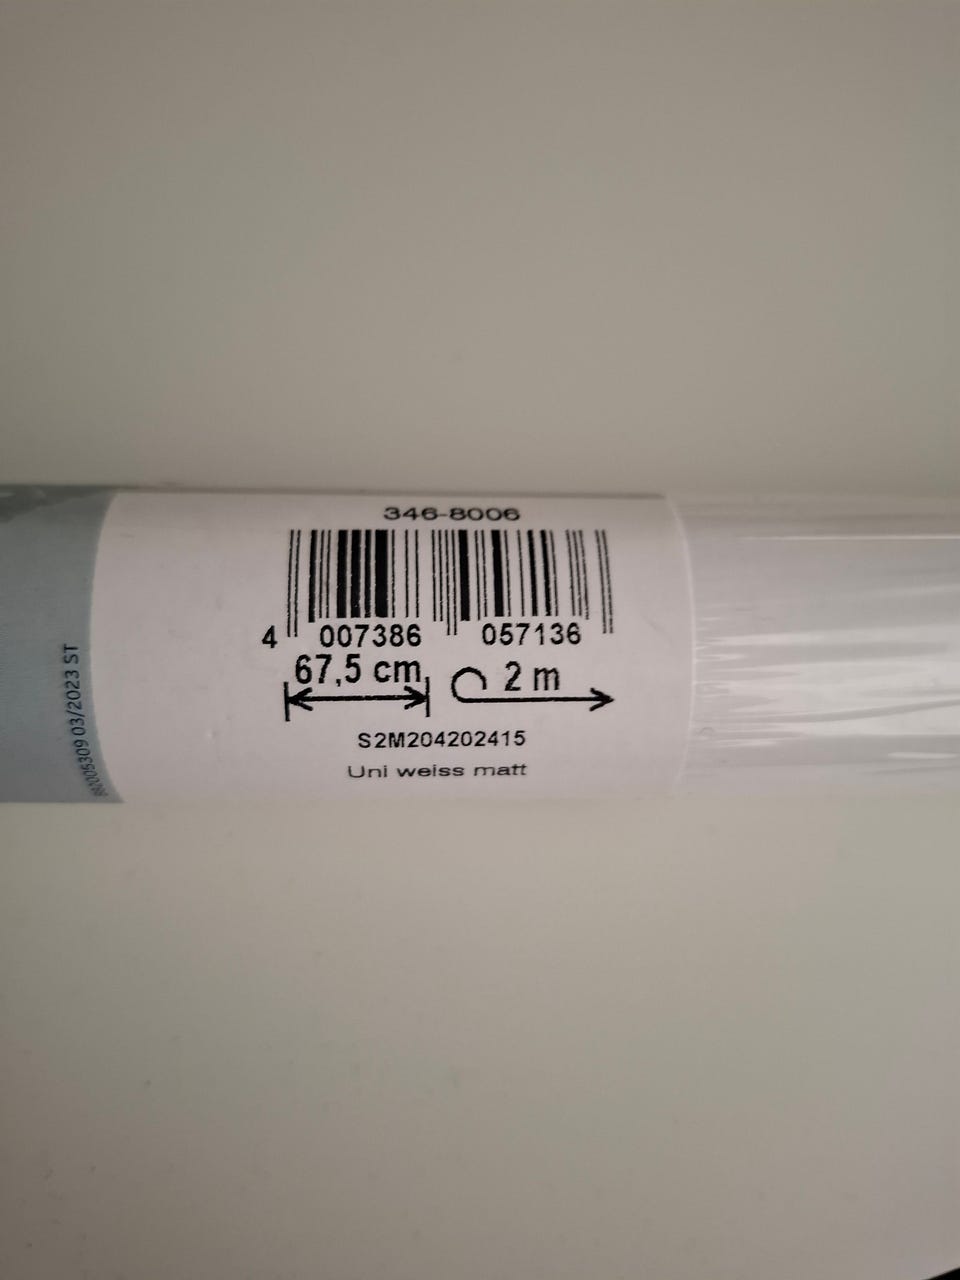 346-8006
4 007386 057136
67,5 cm 2 m
S2M204202415
Uni weiss matt
03/2023 ST